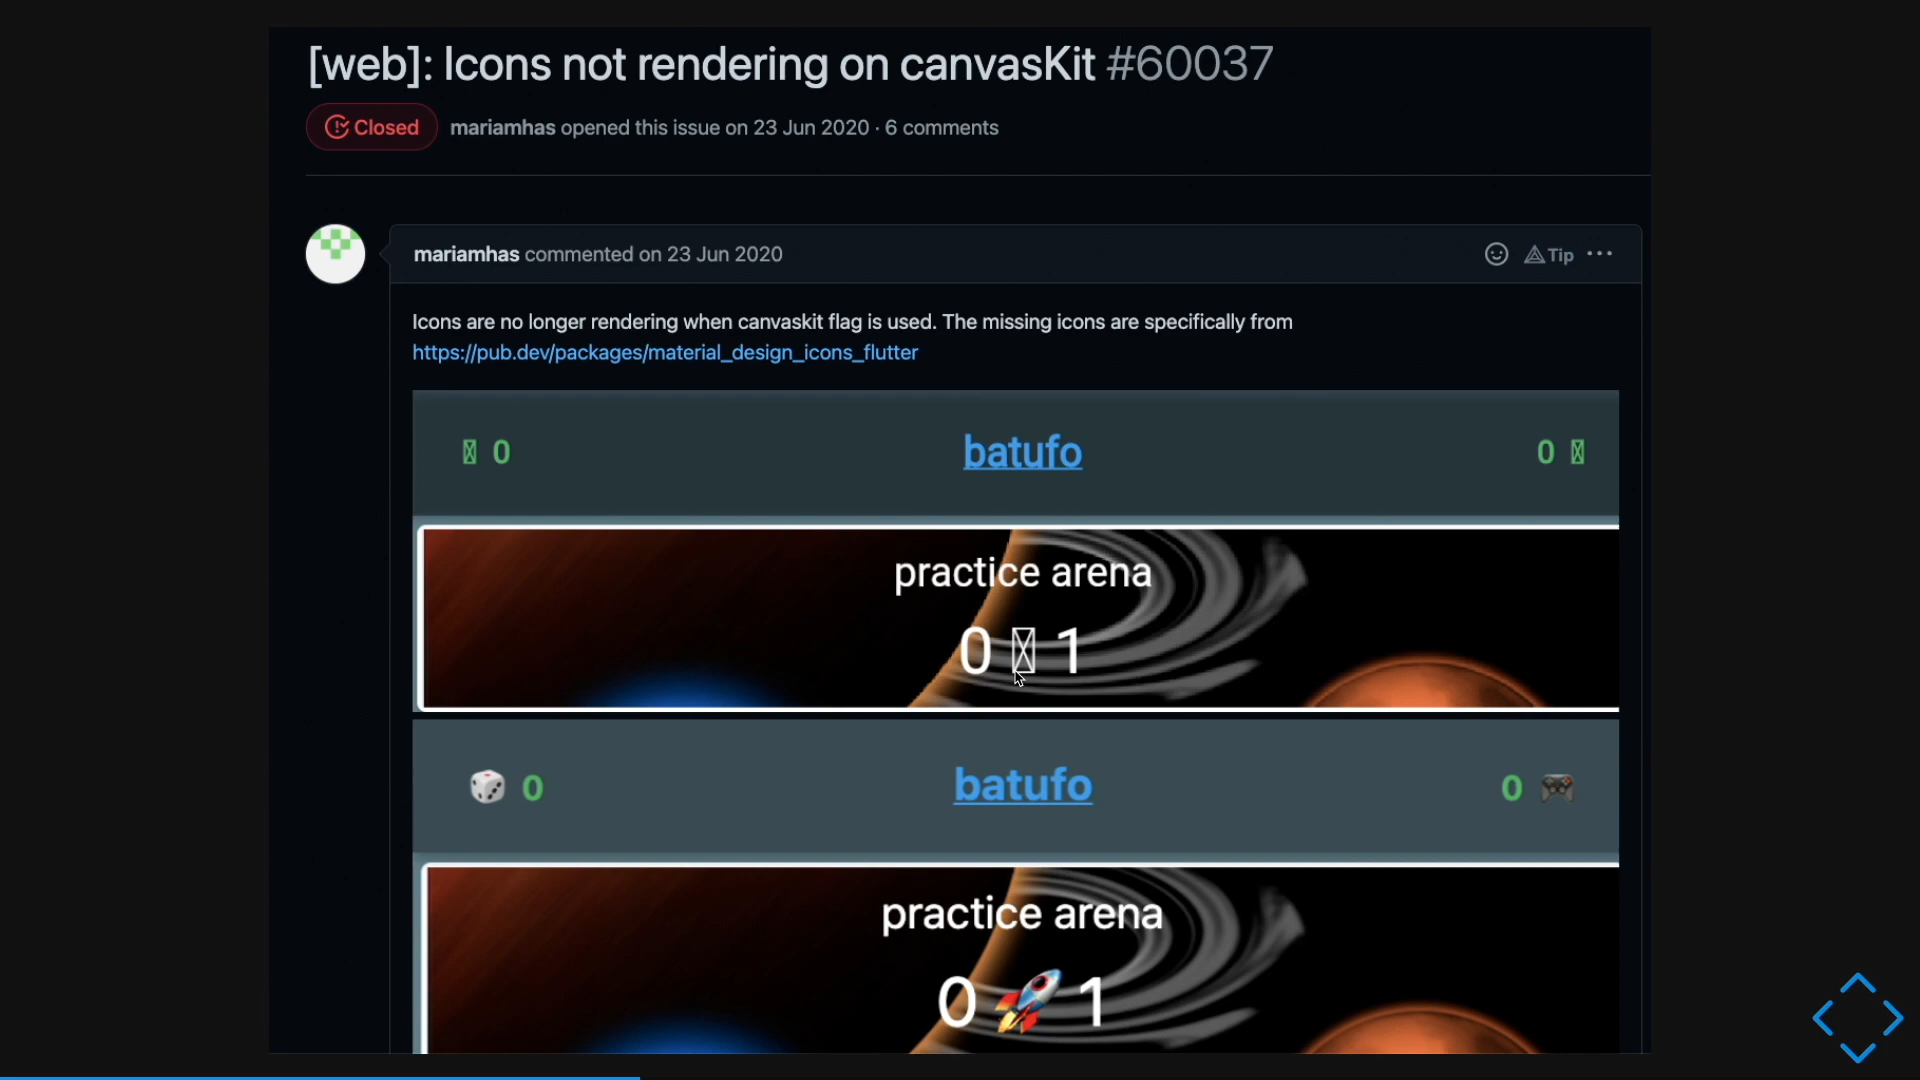 [web]: Icons not rendering on canvasKit #60037
Closed mariamhas opened this issue on 23 Jun 2020 · 6 comments
mariamhas commented on 23 Jun 2020 Tip
Icons are no longer rendering when canvaskit flag is used. The missing icons are specifically from
https://pub.dev/packages/material_design_icons_flutter
0 batufo 0
practice arena
0 1
0 batufo 0
practice arena
0 🚀 1